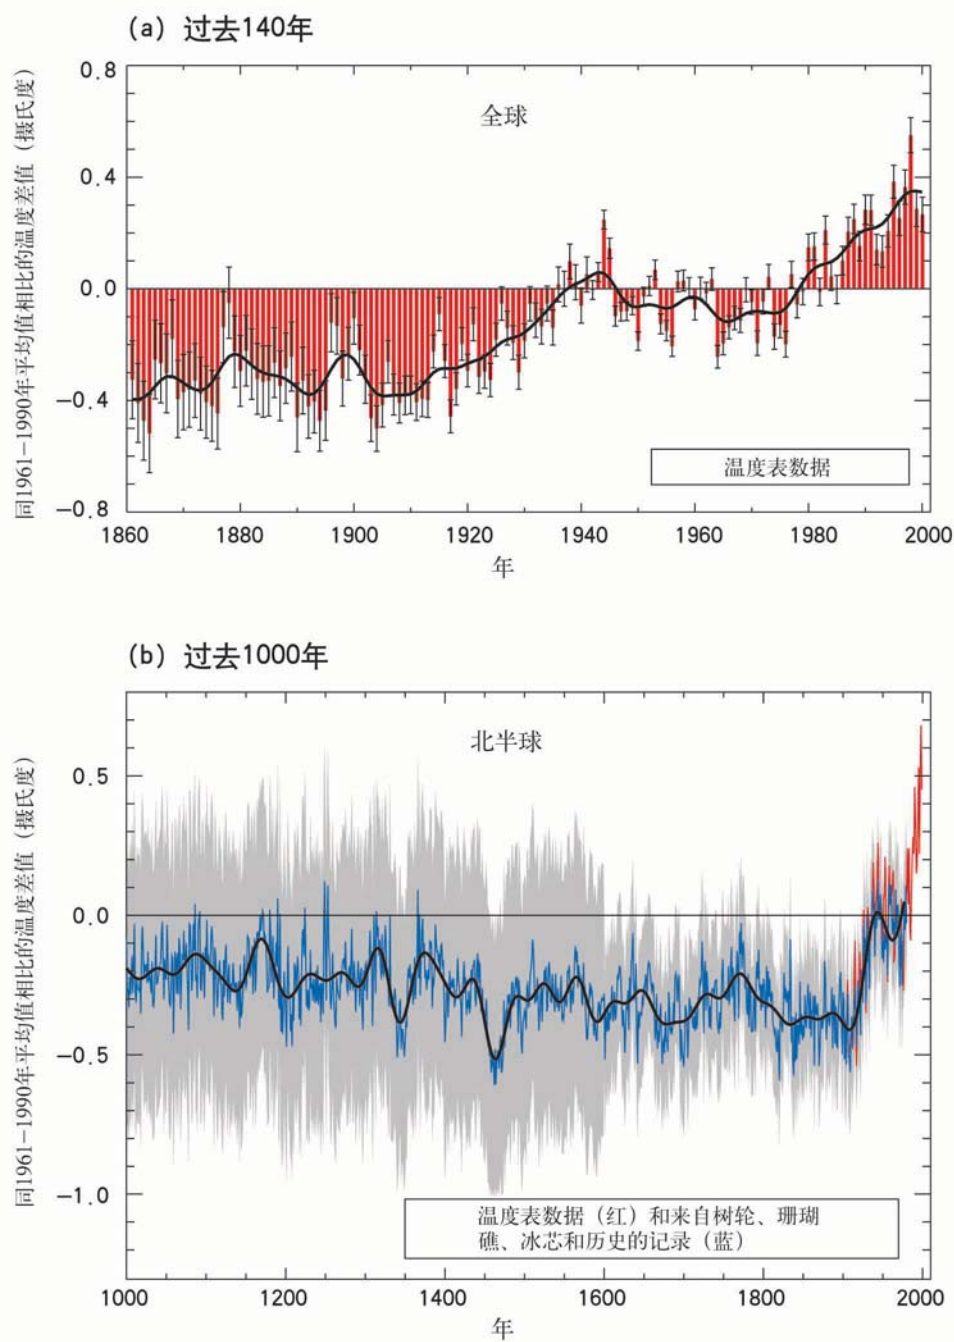 (a) 过去140年
同1961-1990年平均值相比的温度差值（摄氏度）
0.8
0.4
0.0
-0.4
-0.8
全球
温度表数据
1860 1880 1900 1920 1940 1960 1980 2000
年
(b) 过去1000年
同1961-1990年平均值相比的温度差值（摄氏度）
0.5
0.0
-0.5
-1.0
北半球
温度表数据（红）和来自树轮、珊瑚
礁、冰芯和历史的记录（蓝）
1000 1200 1400 1600 1800 2000
年